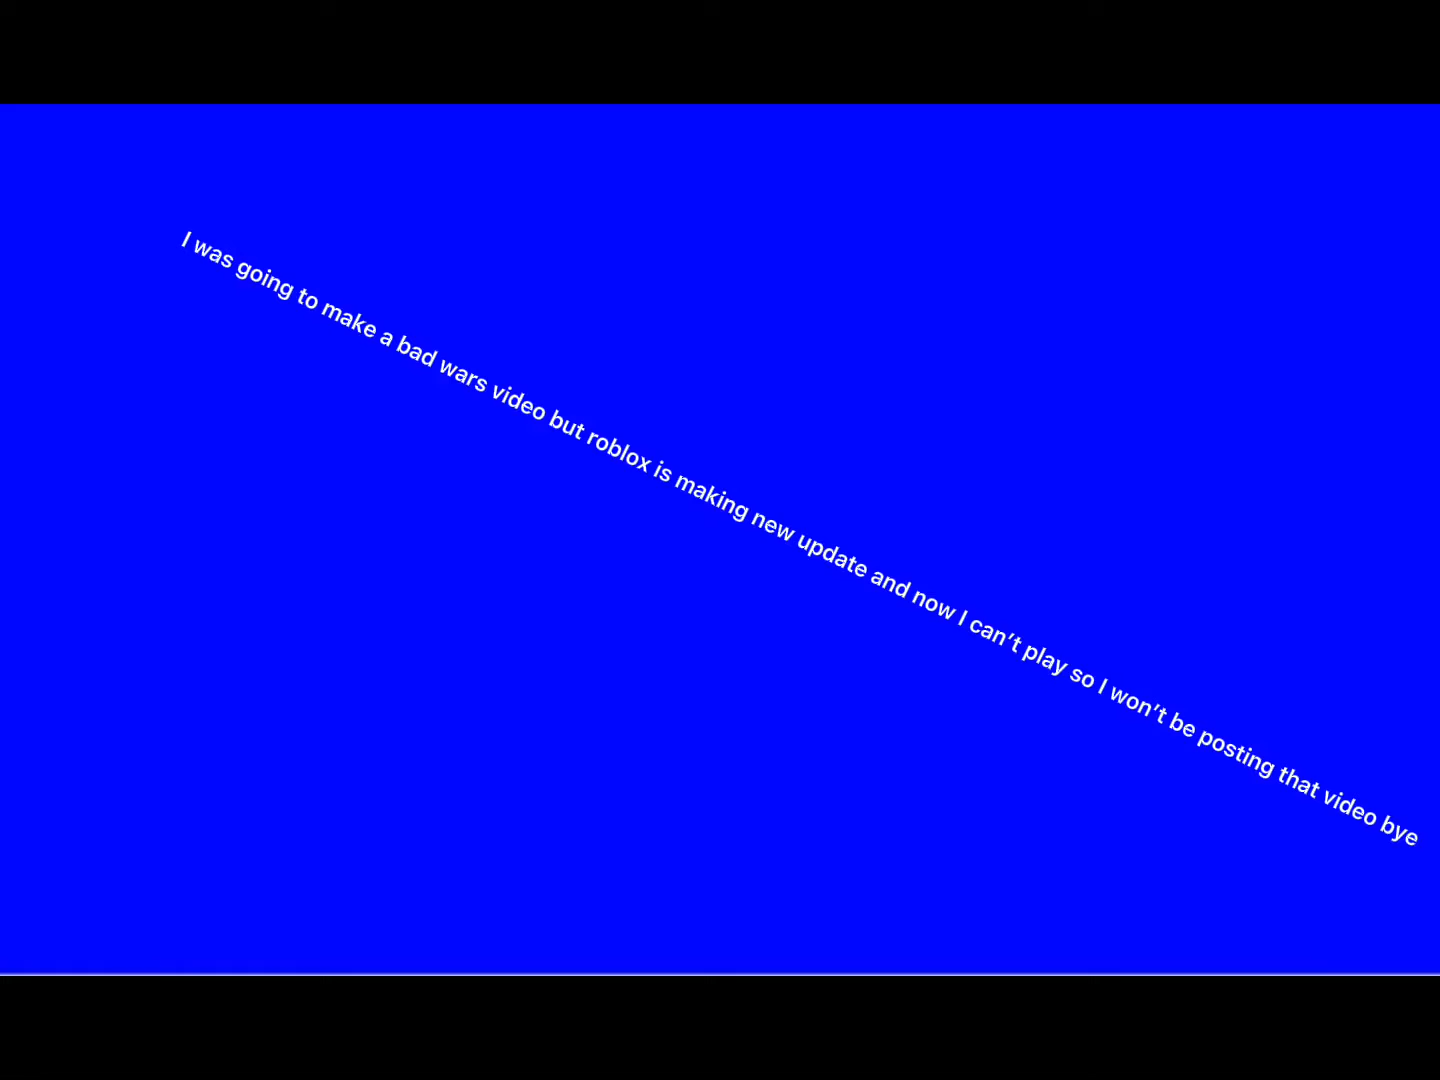 I was going to make a bad wars video but roblox is making new update and now I can’t play so I won’t be posting that video bye